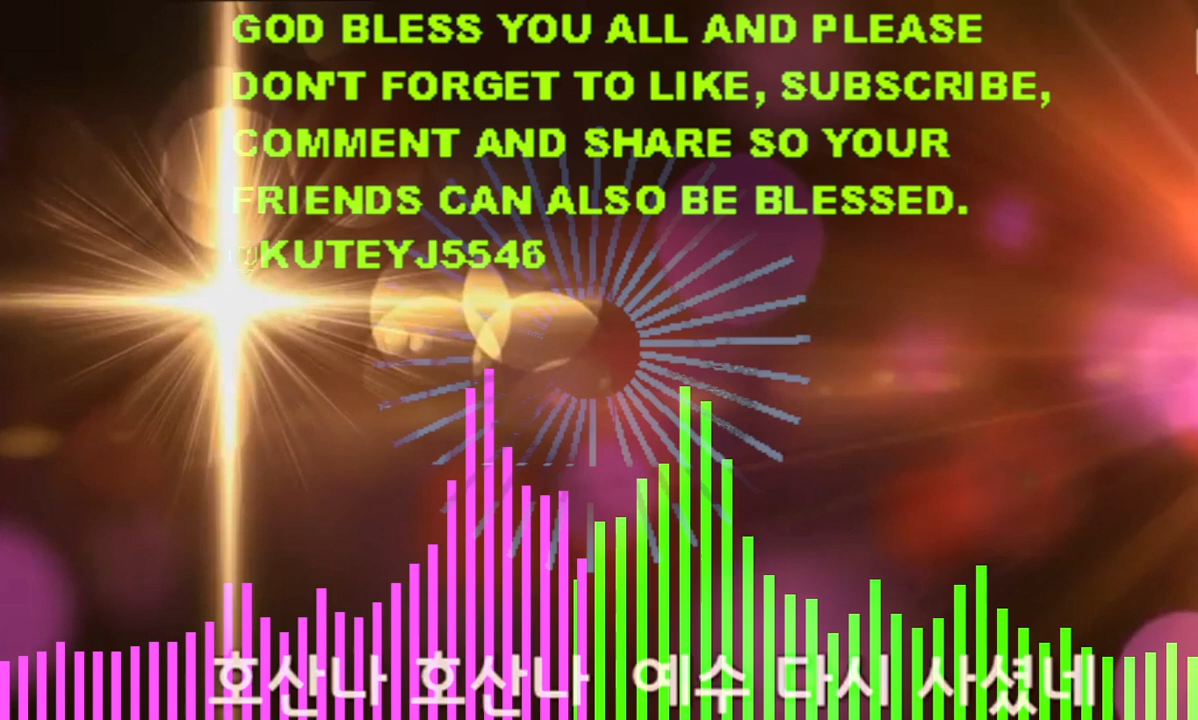 GOD BLESS YOU ALL AND PLEASE
DON'T FORGET TO LIKE, SUBSCRIBE,
COMMENT AND SHARE SO YOUR
FRIENDS CAN ALSO BE BLESSED.
@KUTEYJ5546
호산나 호산나 예수 다시 사셨네